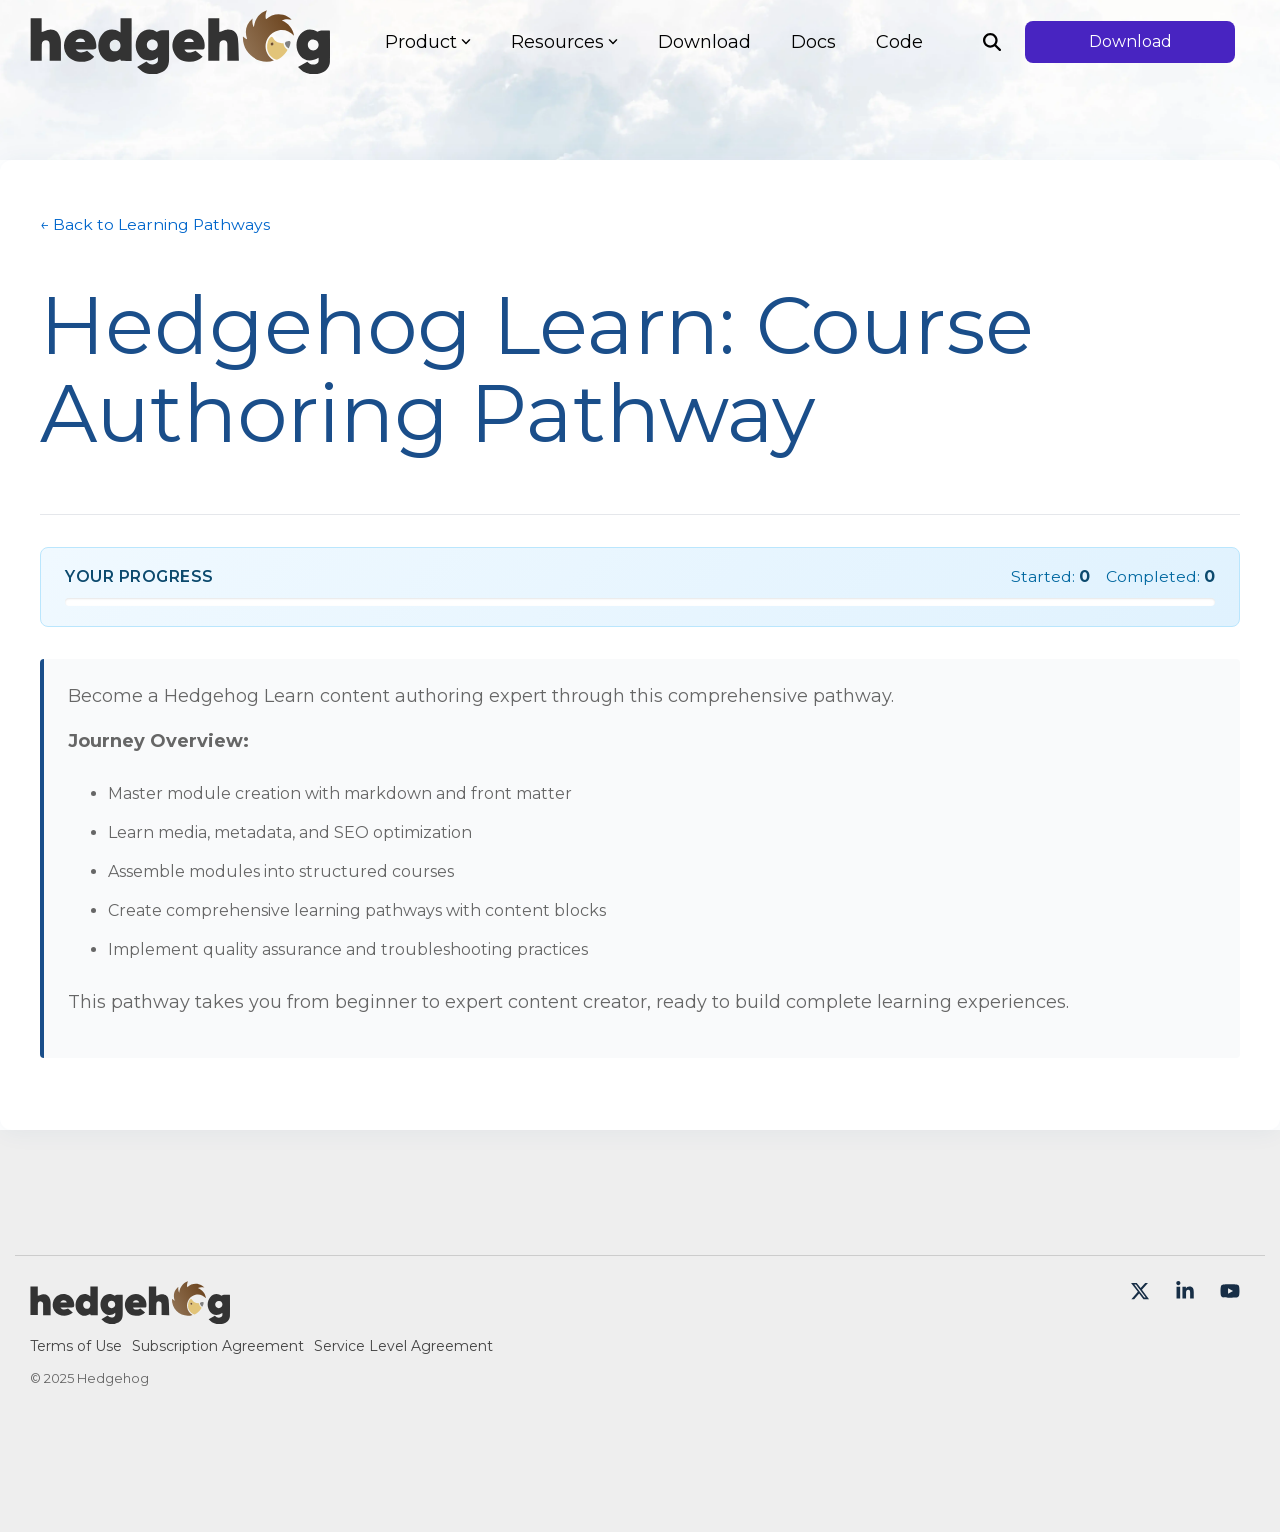 hedgehog
Product
Resources
Download
Docs
Code
Download
← Back to Learning Pathways
Hedgehog Learn: Course
Authoring Pathway
YOUR PROGRESS
Started: 0 Completed: 0
Become a Hedgehog Learn content authoring expert through this comprehensive pathway.
Journey Overview:
• Master module creation with markdown and front matter
• Learn media, metadata, and SEO optimization
• Assemble modules into structured courses
• Create comprehensive learning pathways with content blocks
• Implement quality assurance and troubleshooting practices
This pathway takes you from beginner to expert content creator, ready to build complete learning experiences.
hedgehog
Terms of Use Subscription Agreement Service Level Agreement
© 2025 Hedgehog